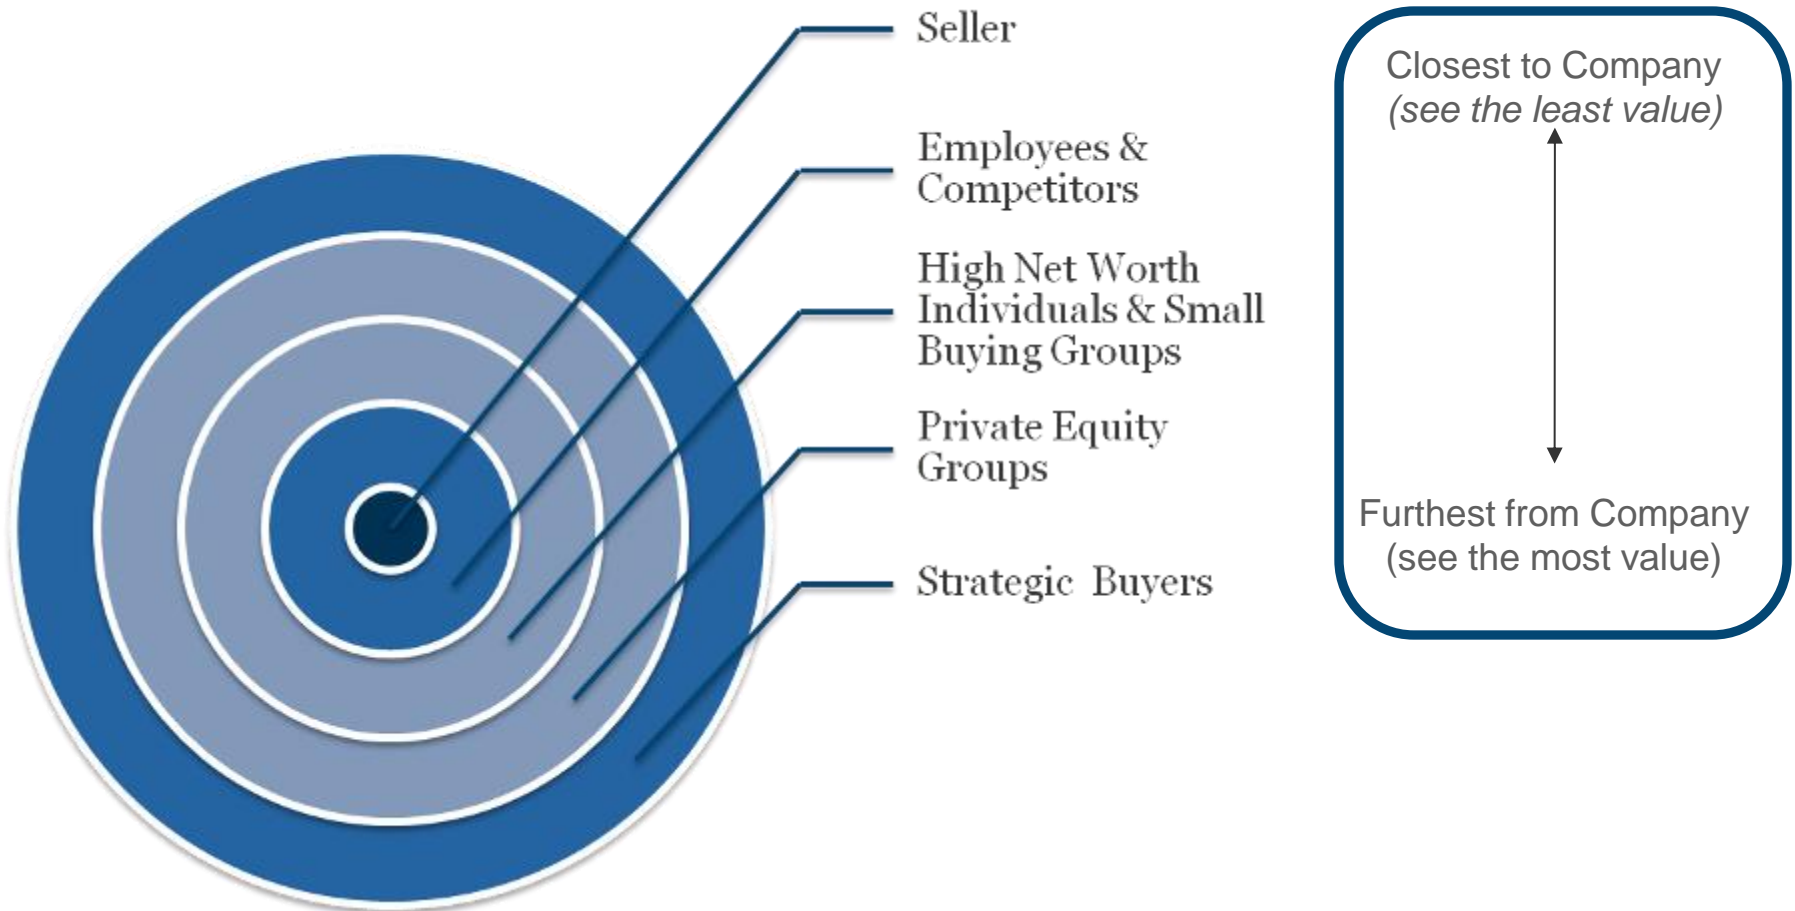 Seller
Employees &
Competitors
High Net Worth
Individuals & Small
Buying Groups
Private Equity
Groups
Strategic Buyers
Closest to Company
(see the least value)
Furthest from Company
(see the most value)